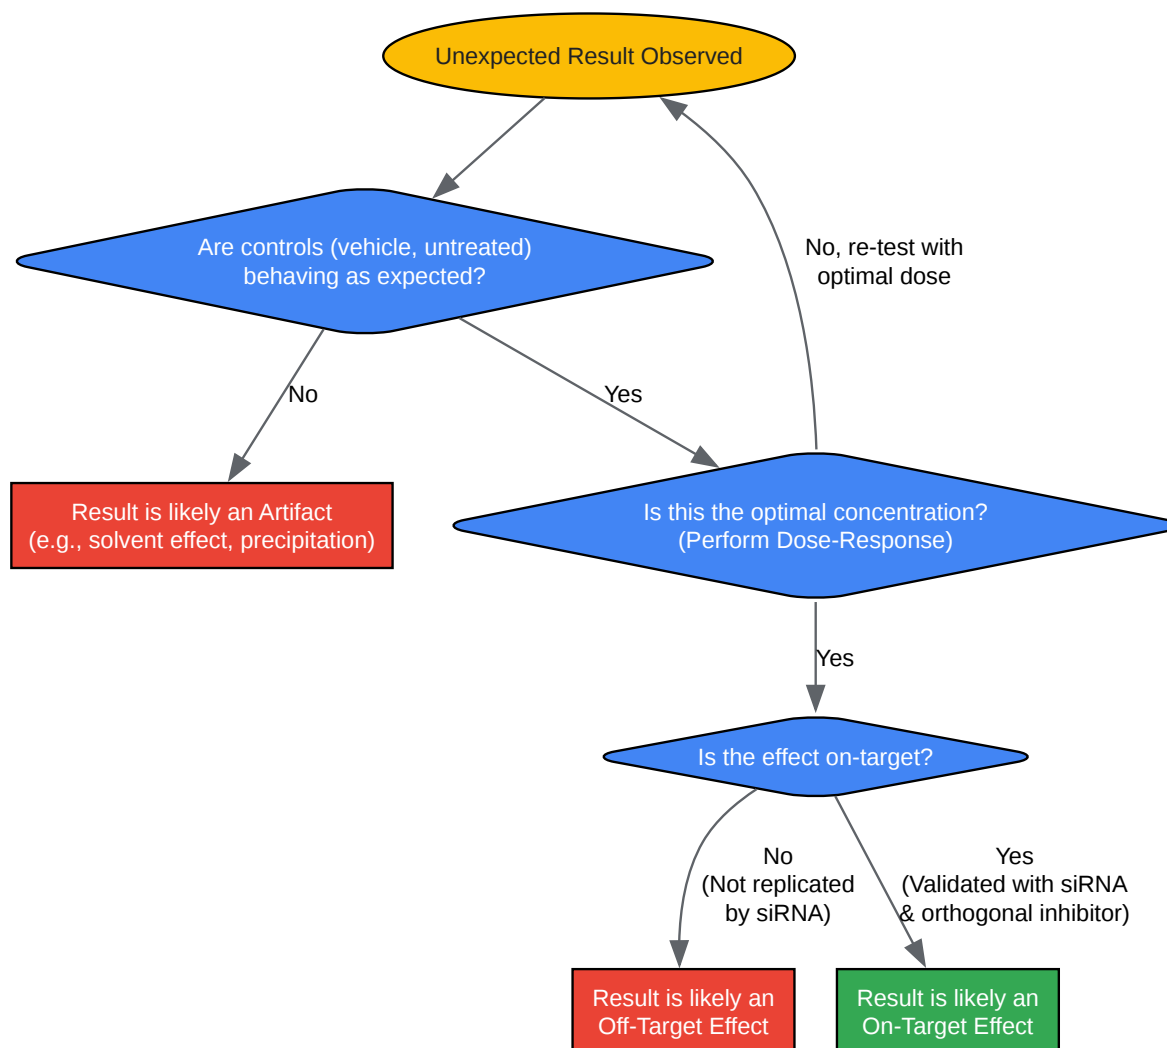 Unexpected Result Observed
Are controls (vehicle, untreated)
behaving as expected?
No, re-test with
optimal dose
No
Yes
Result is likely an Artifact
(e.g., solvent effect, precipitation)
Is this the optimal concentration?
(Perform Dose-Response)
Yes
Is the effect on-target?
No
(Not replicated
by siRNA)
Yes
(Validated with siRNA
& orthogonal inhibitor)
Result is likely an
Off-Target Effect
Result is likely an
On-Target Effect